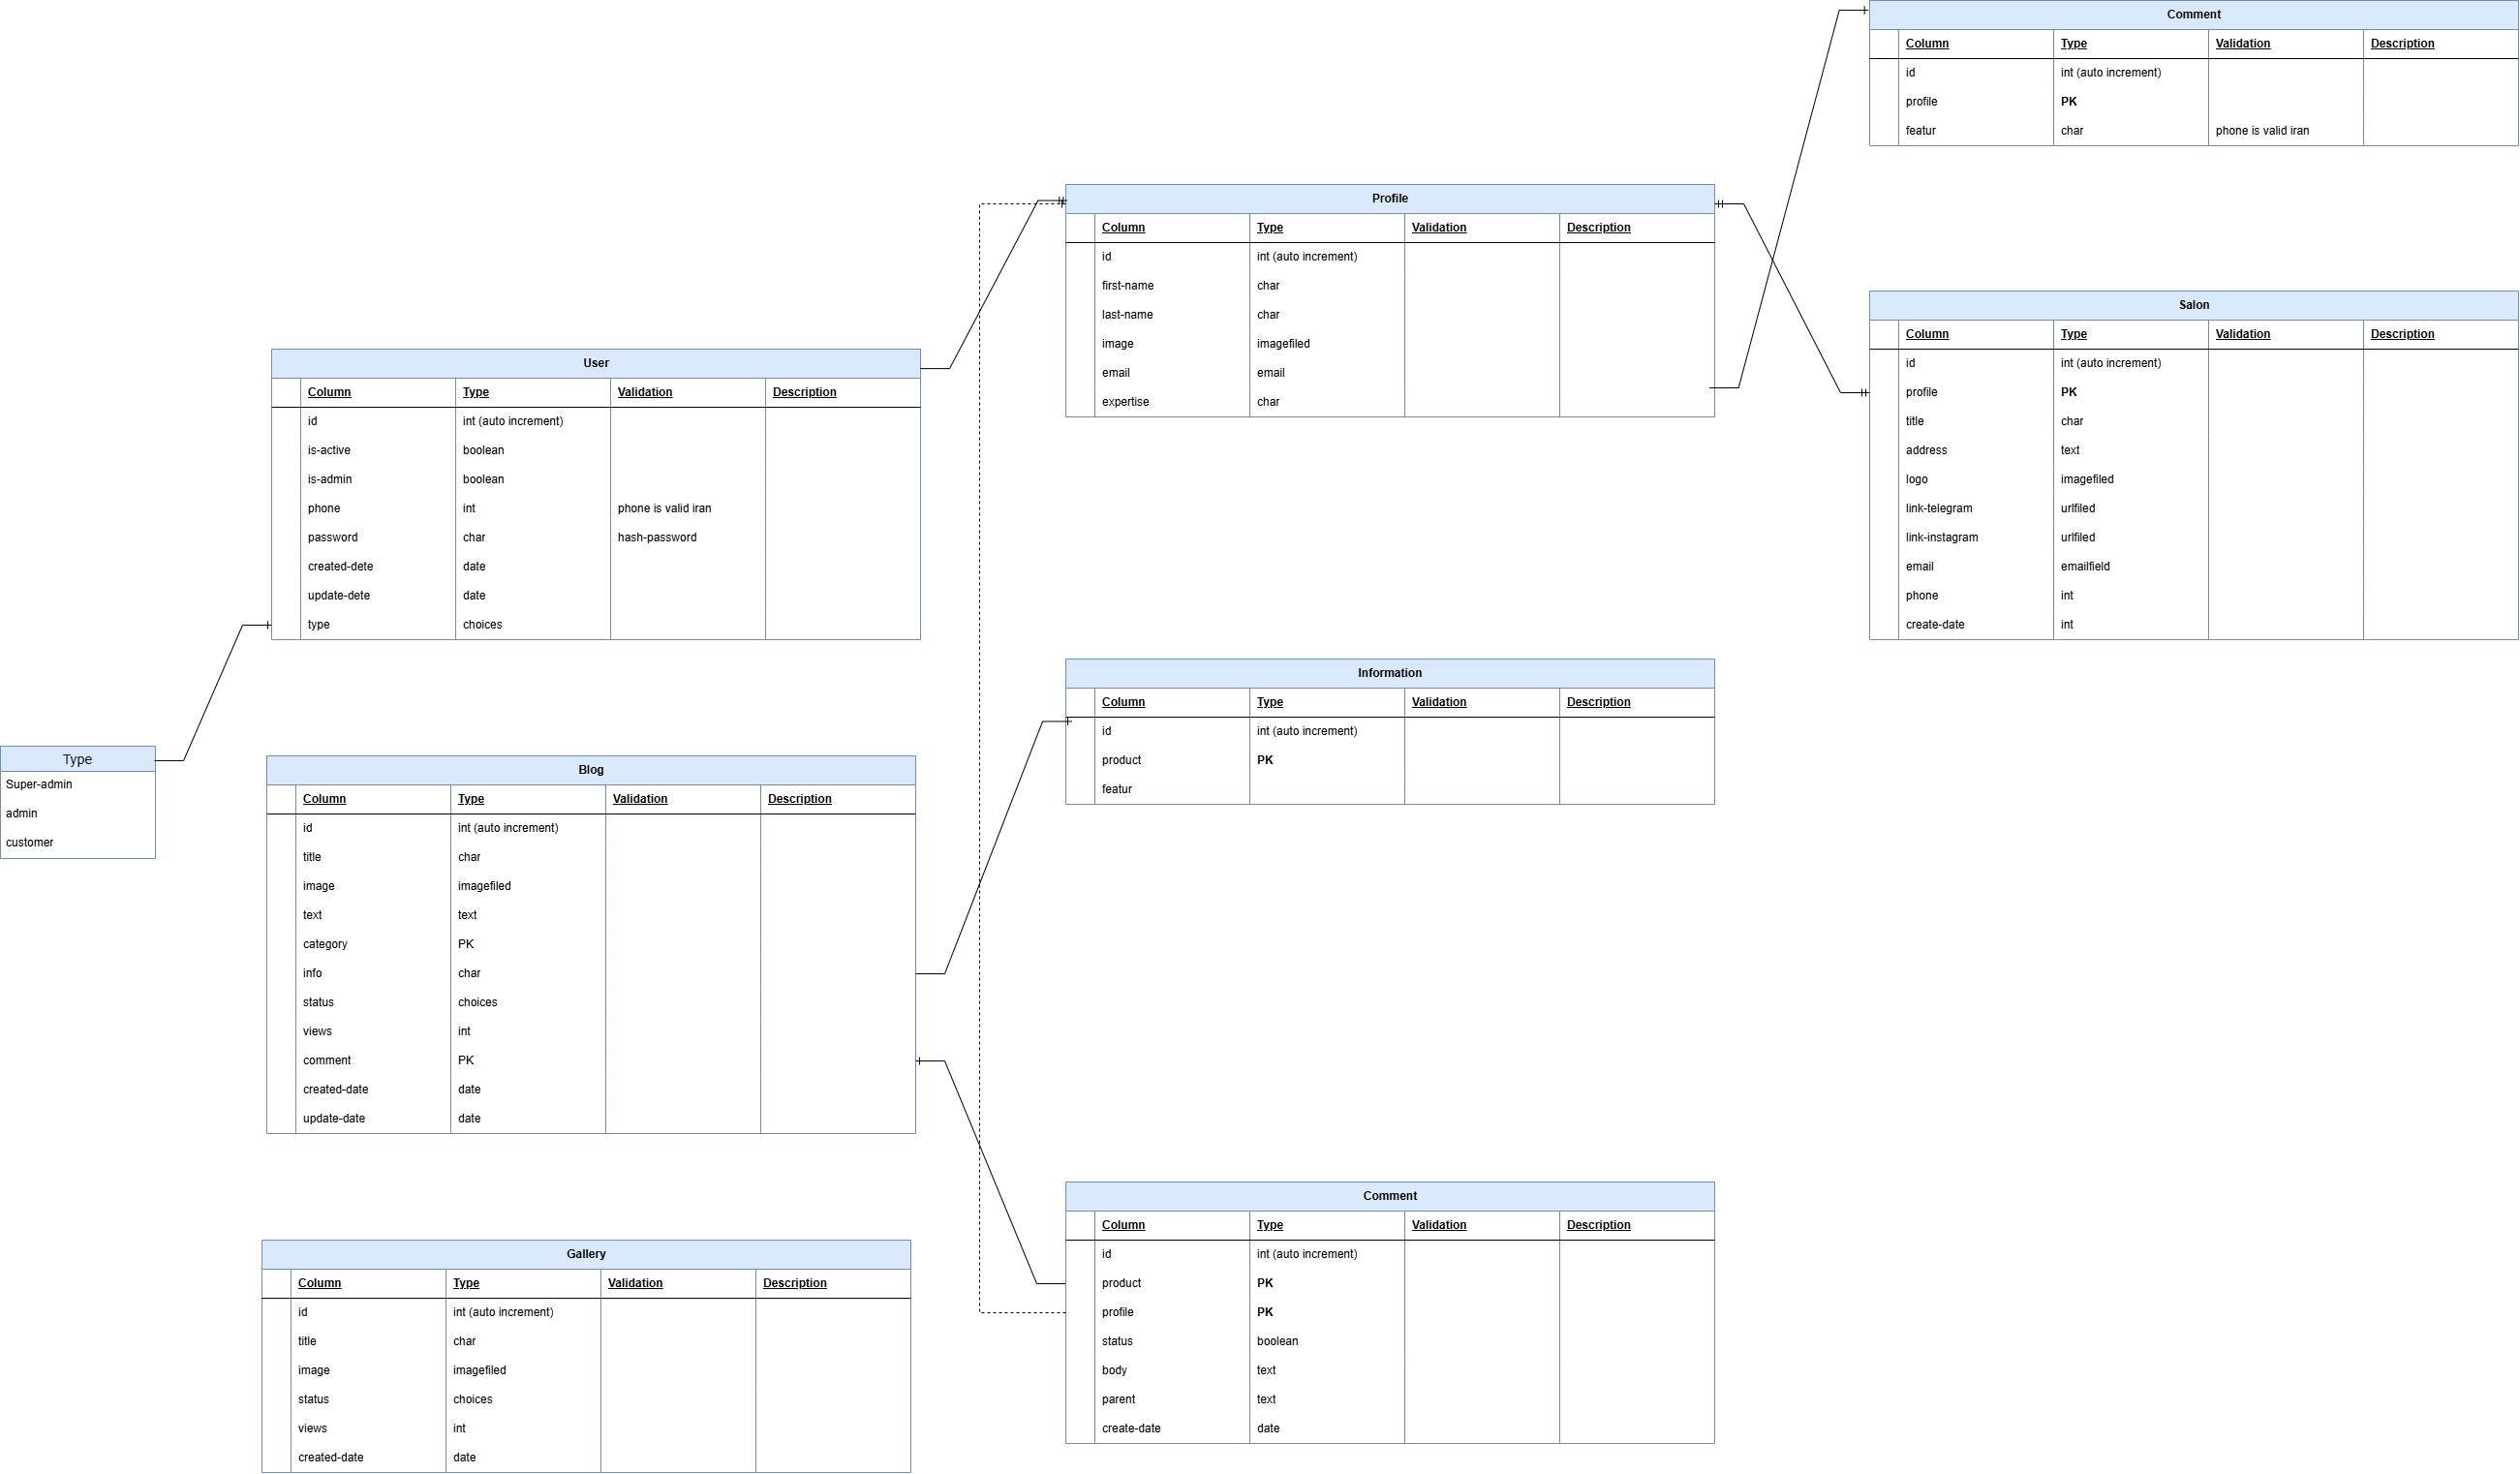 Comment
Column Type Validation Description
id int (auto increment)
profile PK
featur char phone is valid iran
Profile
Column Type Validation Description
id int (auto increment)
first-name char
last-name char
image imagefiled
email email
expertise char
Salon
Column Type Validation Description
id int (auto increment)
profile PK
title char
address text
logo imagefiled
link-telegram urlfiled
link-instagram urlfiled
email emailfield
phone int
create-date int
User
Column Type Validation Description
id int (auto increment)
is-active boolean
is-admin boolean
phone int phone is valid iran
password char hash-password
created-dete date
update-dete date
type choices
Information
Column Type Validation Description
id int (auto increment)
product PK
featur
Type
Super-admin
admin
customer
Blog
Column Type Validation Description
id int (auto increment)
title char
image imagefiled
text text
category PK
info char
status choices
views int
comment PK
created-date date
update-date date
Comment
Column Type Validation Description
id int (auto increment)
product PK
profile PK
status boolean
body text
parent text
create-date date
Gallery
Column Type Validation Description
id int (auto increment)
title char
image imagefiled
status choices
views int
created-date date